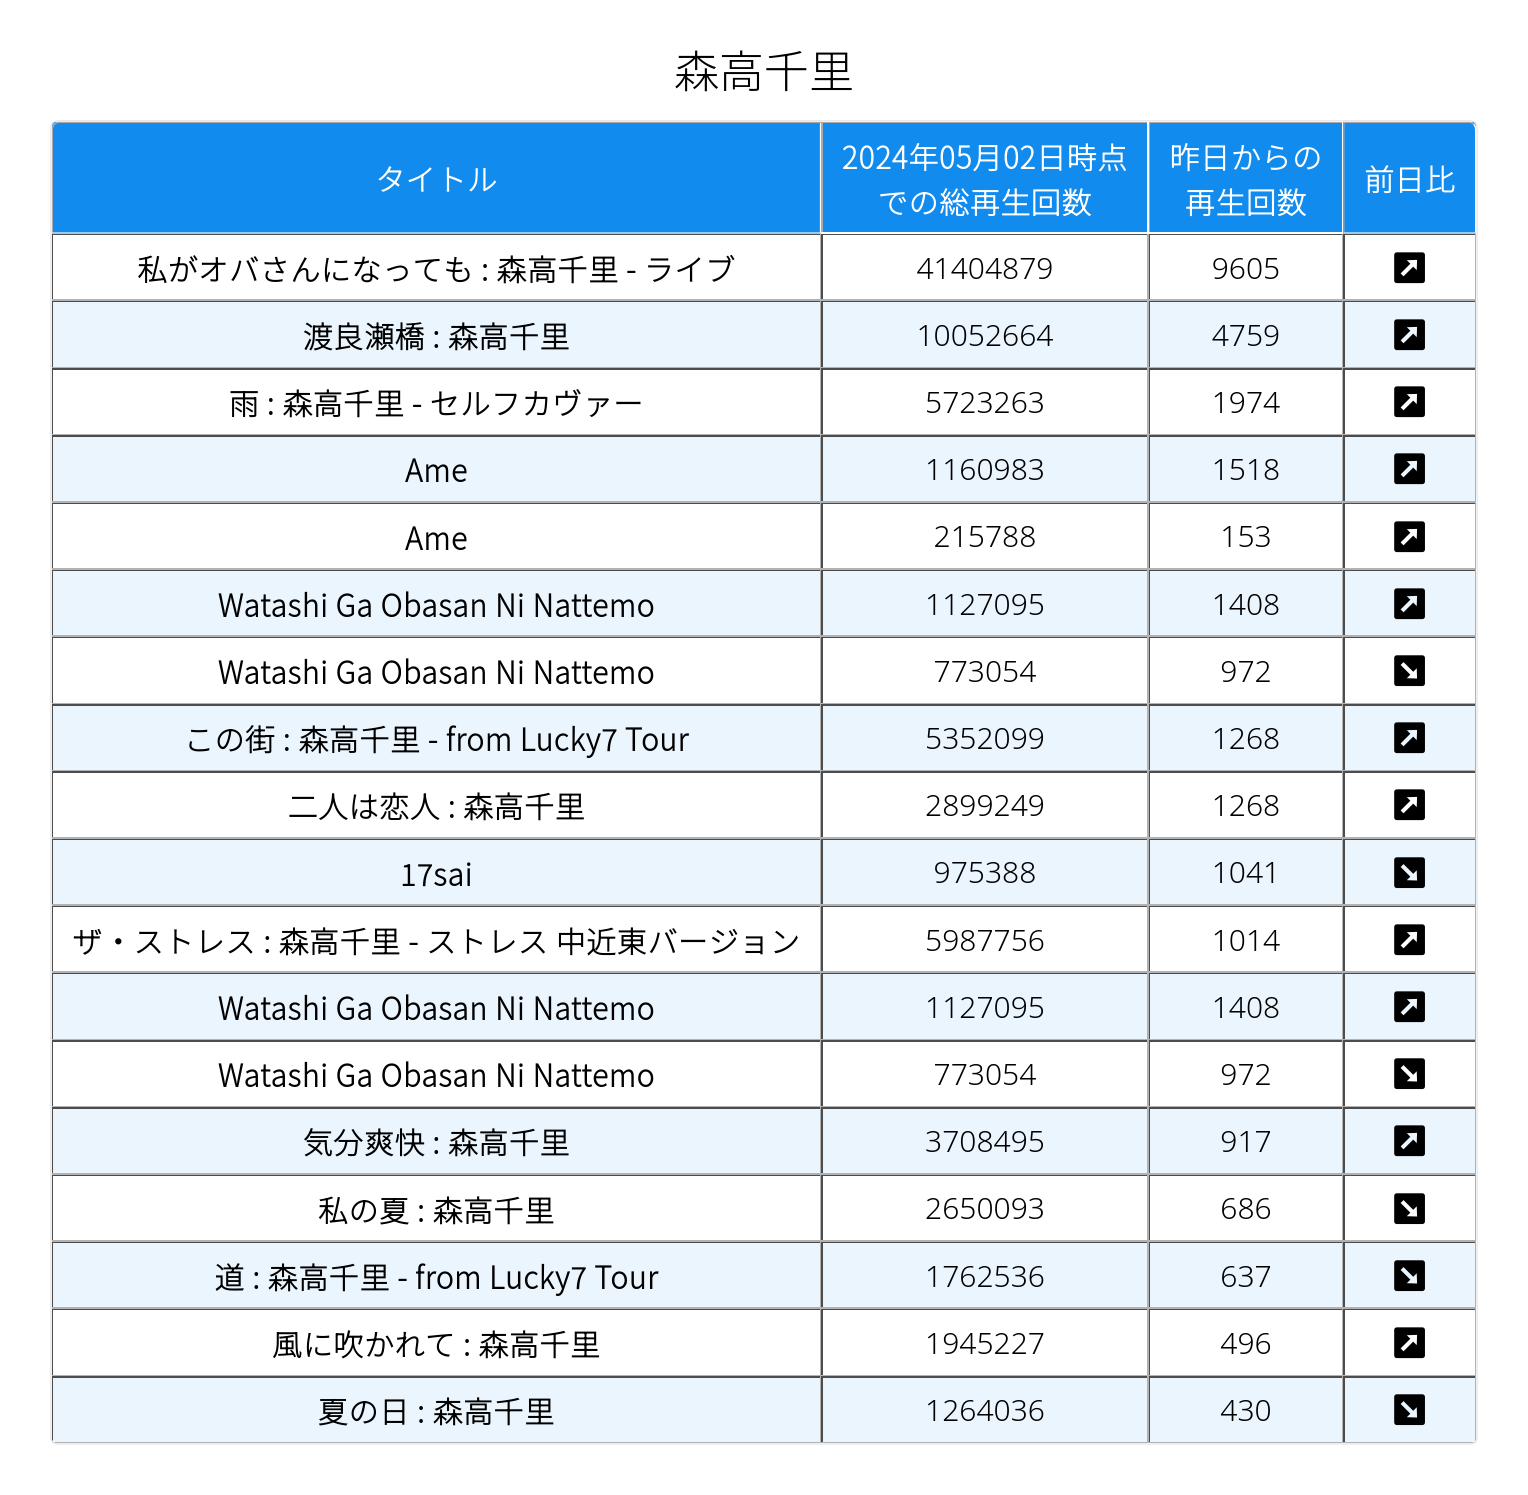 森高千里
タイトル 2024年05月02日時点での総再生回数 昨日からの再生回数 前日比
私がオバさんになっても : 森高千里 - ライブ 41404879 9605 ↗
渡良瀬橋 : 森高千里 10052664 4759 ↗
雨 : 森高千里 - セルフカヴァー 5723263 1974 ↗
Ame 1160983 1518 ↗
Ame 215788 153 ↗
Watashi Ga Obasan Ni Nattemo 1127095 1408 ↗
Watashi Ga Obasan Ni Nattemo 773054 972 ↘
この街 : 森高千里 - from Lucky7 Tour 5352099 1268 ↗
二人は恋人 : 森高千里 2899249 1268 ↗
17sai 975388 1041 ↘
ザ・ストレス : 森高千里 - ストレス 中近東バージョン 5987756 1014 ↗
Watashi Ga Obasan Ni Nattemo 1127095 1408 ↗
Watashi Ga Obasan Ni Nattemo 773054 972 ↘
気分爽快 : 森高千里 3708495 917 ↗
私の夏 : 森高千里 2650093 686 ↘
道 : 森高千里 - from Lucky7 Tour 1762536 637 ↘
風に吹かれて : 森高千里 1945227 496 ↗
夏の日 : 森高千里 1264036 430 ↘